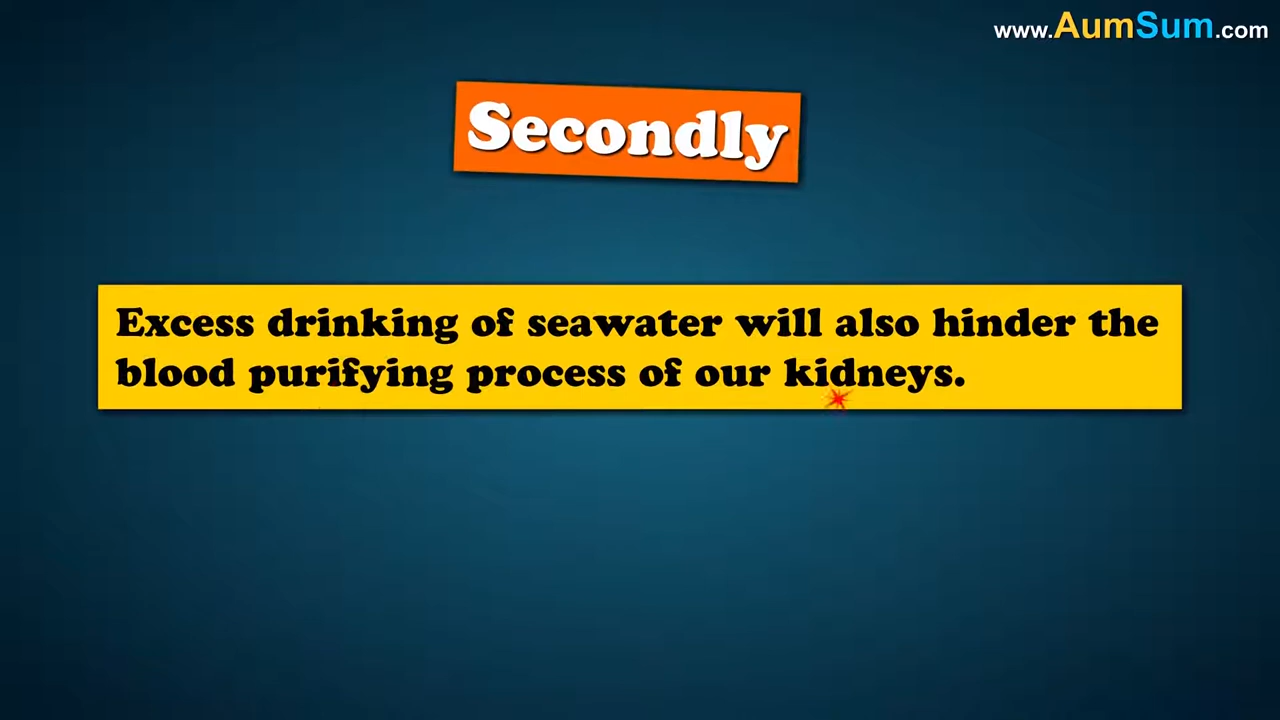 www.AumSum.com
Secondly
Excess drinking of seawater will also hinder the
blood purifying process of our kidneys.